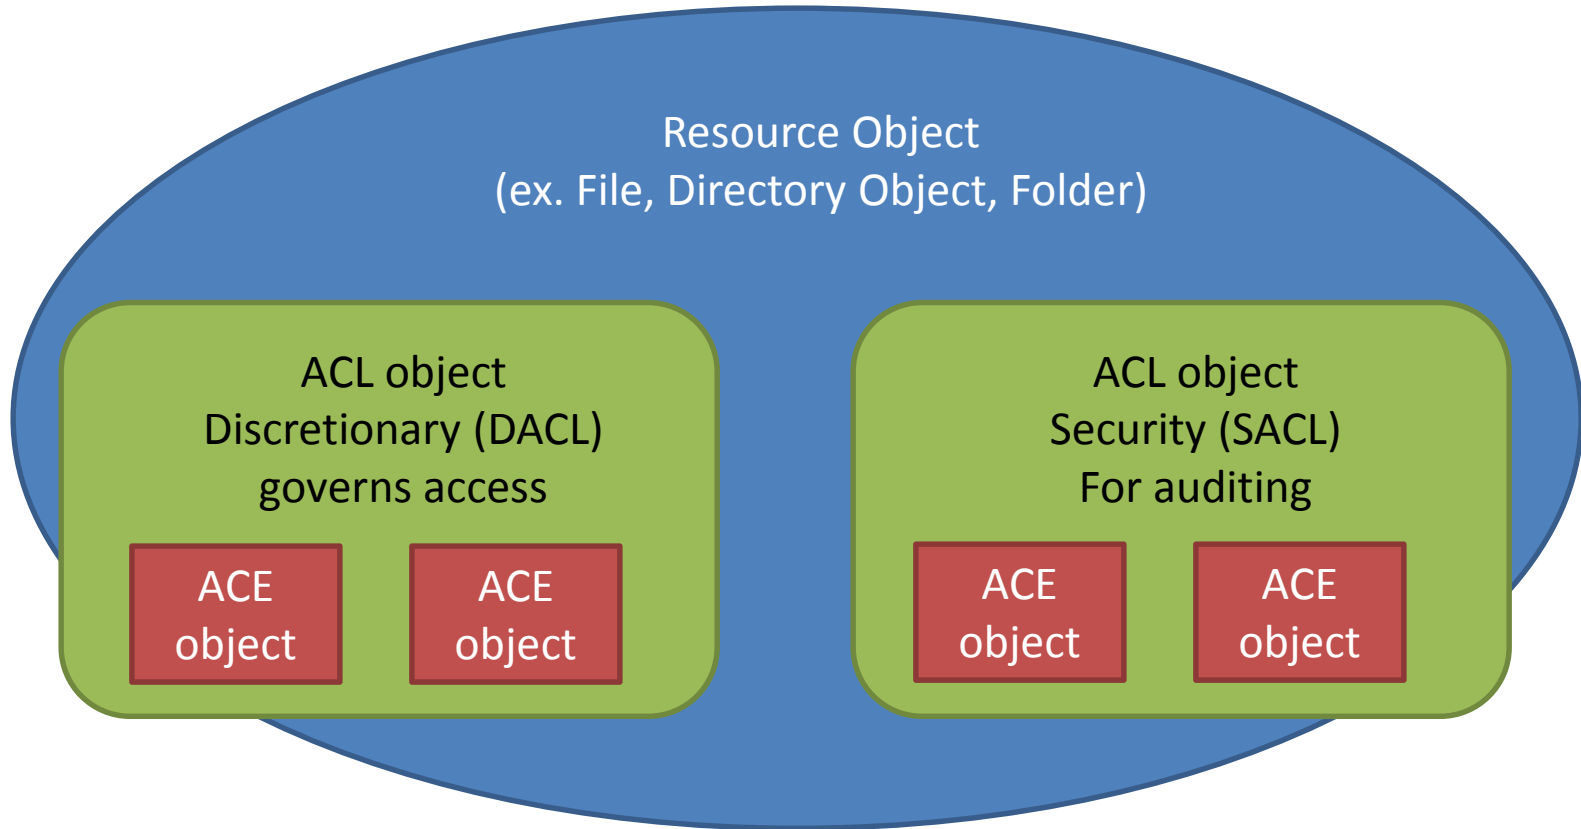 Resource Object
(ex. File, Directory Object, Folder)
ACL object
Discretionary (DACL)
governs access
ACE
object
ACE
object
ACL object
Security (SACL)
For auditing
ACE
object
ACE
object